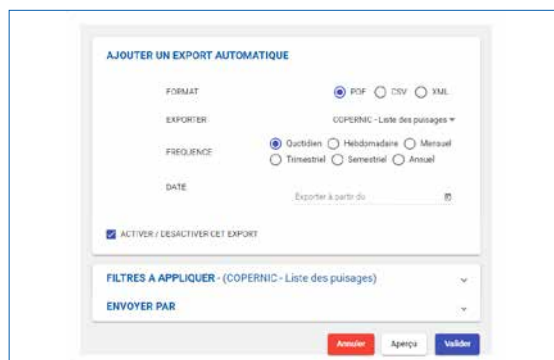 AJOUTER UN EXPORT AUTOMATIQUE
FORMAT PDF CSV XML
EXPORTER COPERNIC - Liste des puisages
FREQUENCE Quotidien Hebdomadaire Mensuel
Trimestriel Semestriel Annuel
DATE Exporter à partir du
ACTIVER / DESACTIVER CET EXPORT
FILTRES A APPLIQUER - (COPERNIC - Liste des puisages)
ENVOYER PAR
Annuler Aperçu Valider